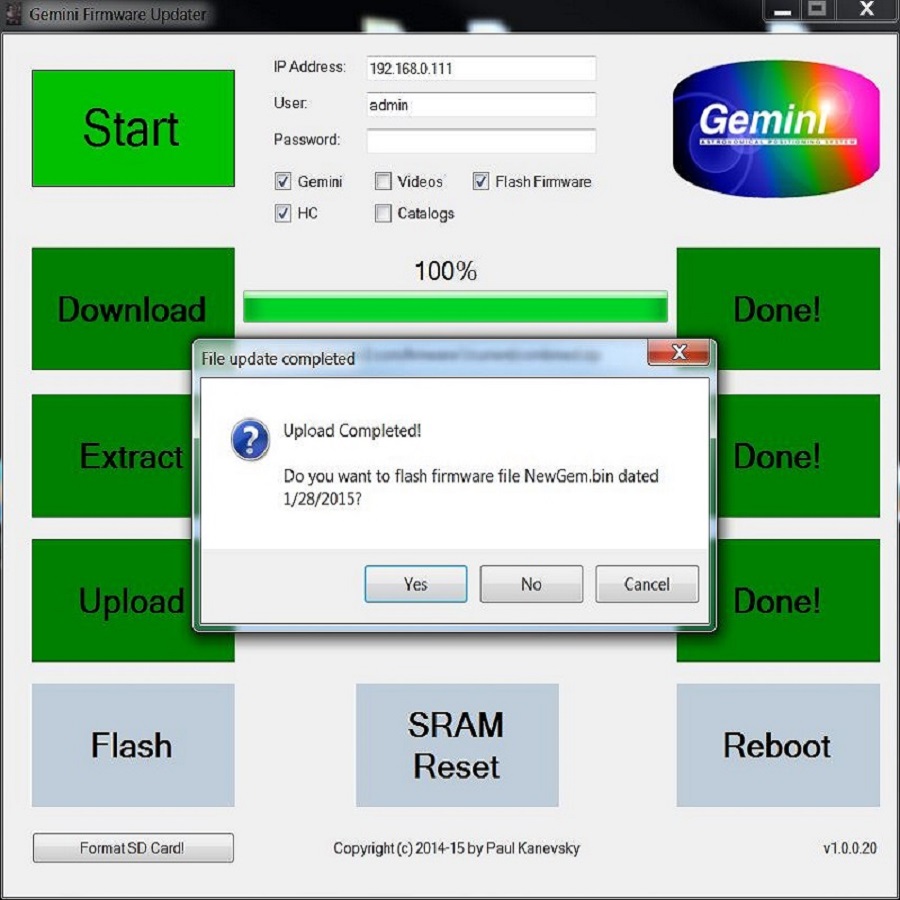 Gemini Firmware Updater
X
Start
IP Address:
192.168.0.111
User:
admin
Password:
Gemini
Videos
Flash Firmware
HC
Catalogs
Gemini
ASTRONOMICAL POSITIONING SYSTEM
100%
Download
Done!
File update completed
X
Upload Completed!
Do you want to flash firmware file NewGem.bin dated
1/28/2015?
Yes
No
Cancel
Extract
Done!
Upload
Done!
Flash
SRAM
Reset
Reboot
Format SD Card!
Copyright (c) 2014-15 by Paul Kanevsky
v1.0.0.20